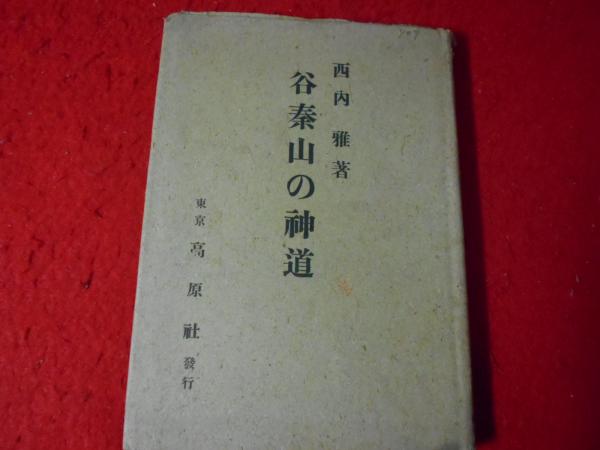 西内雅著
谷秦山の神道
東京 高原社發行